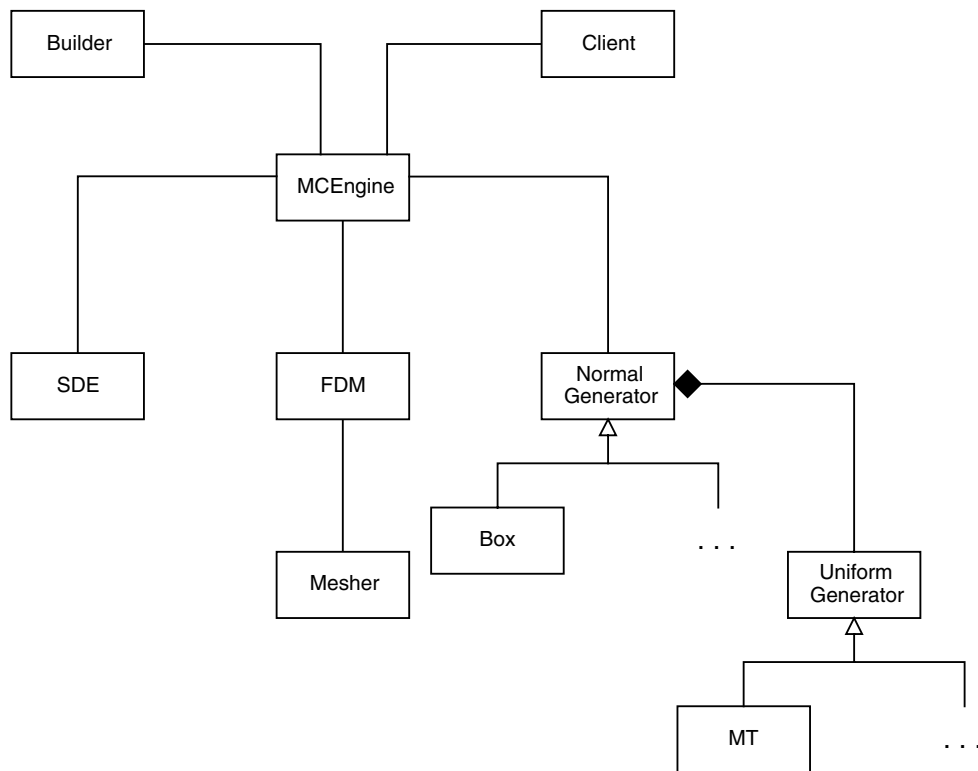 Builder
Client
MCEngine
SDE
FDM
Normal
Generator
Box
. . .
Mesher
Uniform
Generator
MT
. . .